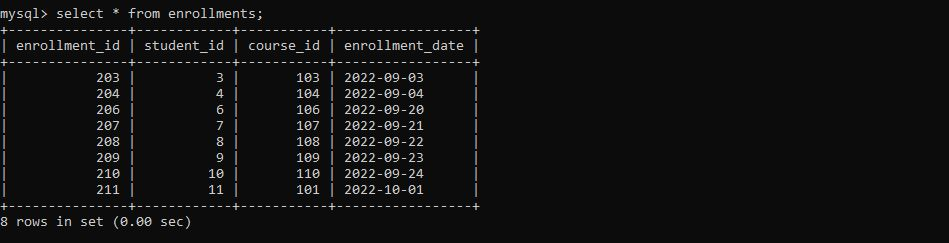 mysql> select * from enrollments;
+---------------+------------+-----------+-----------------+
| enrollment_id | student_id | course_id | enrollment_date |
+---------------+------------+-----------+-----------------+
|           203 |          3 |       103 | 2022-09-03      |
|           204 |          4 |       104 | 2022-09-04      |
|           206 |          6 |       106 | 2022-09-20      |
|           207 |          7 |       107 | 2022-09-21      |
|           208 |          8 |       108 | 2022-09-22      |
|           209 |          9 |       109 | 2022-09-23      |
|           210 |         10 |       110 | 2022-09-24      |
|           211 |         11 |       101 | 2022-10-01      |
+---------------+------------+-----------+-----------------+
8 rows in set (0.00 sec)